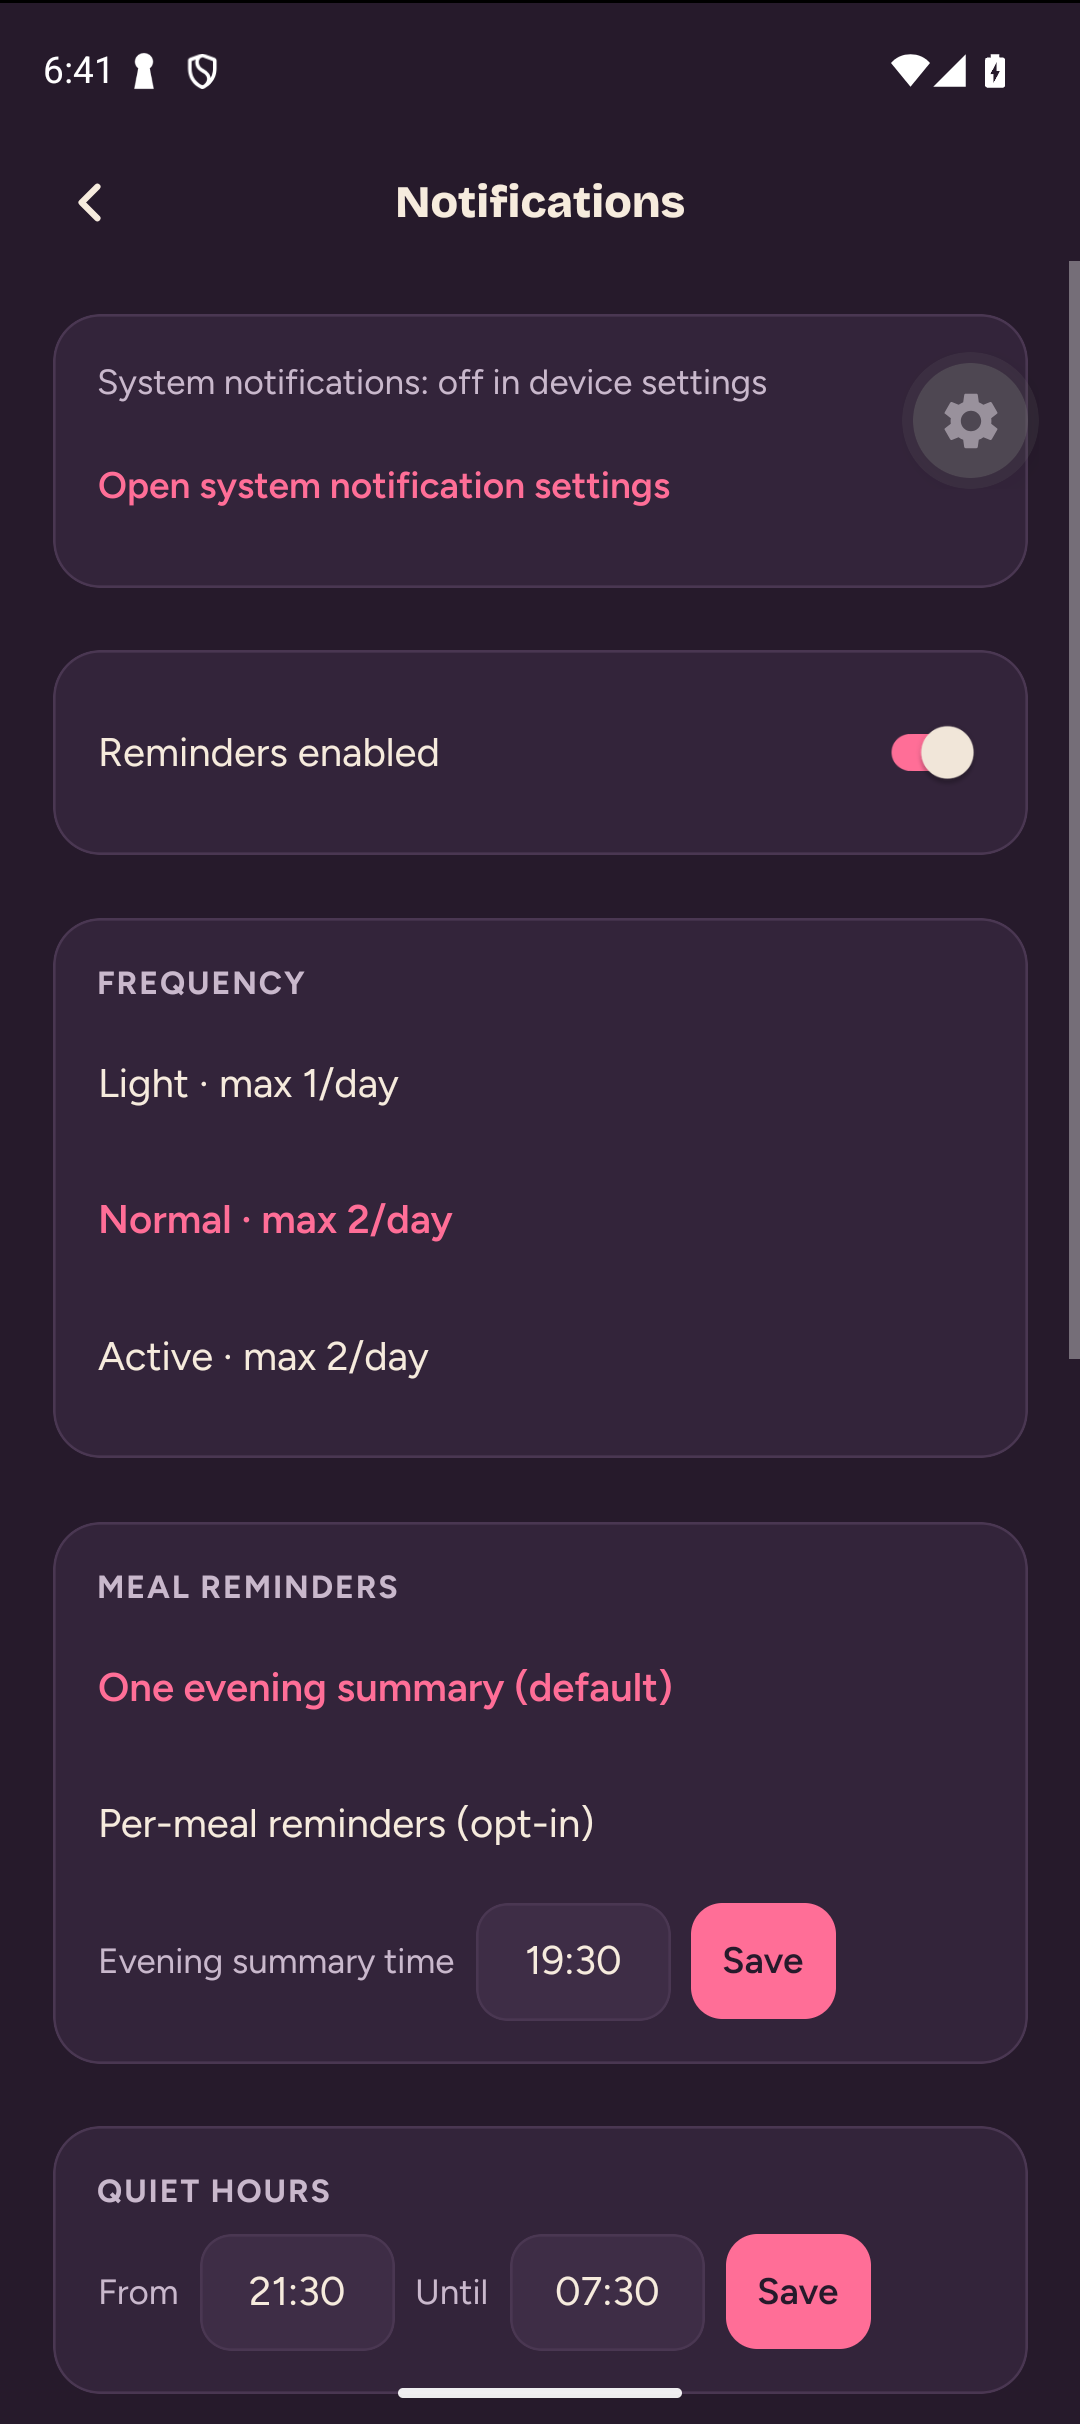 6:41
Notifications
System notifications: off in device settings
Open system notification settings
Reminders enabled
FREQUENCY
Light · max 1/day
Normal · max 2/day
Active · max 2/day
MEAL REMINDERS
One evening summary (default)
Per-meal reminders (opt-in)
Evening summary time 19:30 Save
QUIET HOURS
From 21:30 Until 07:30 Save